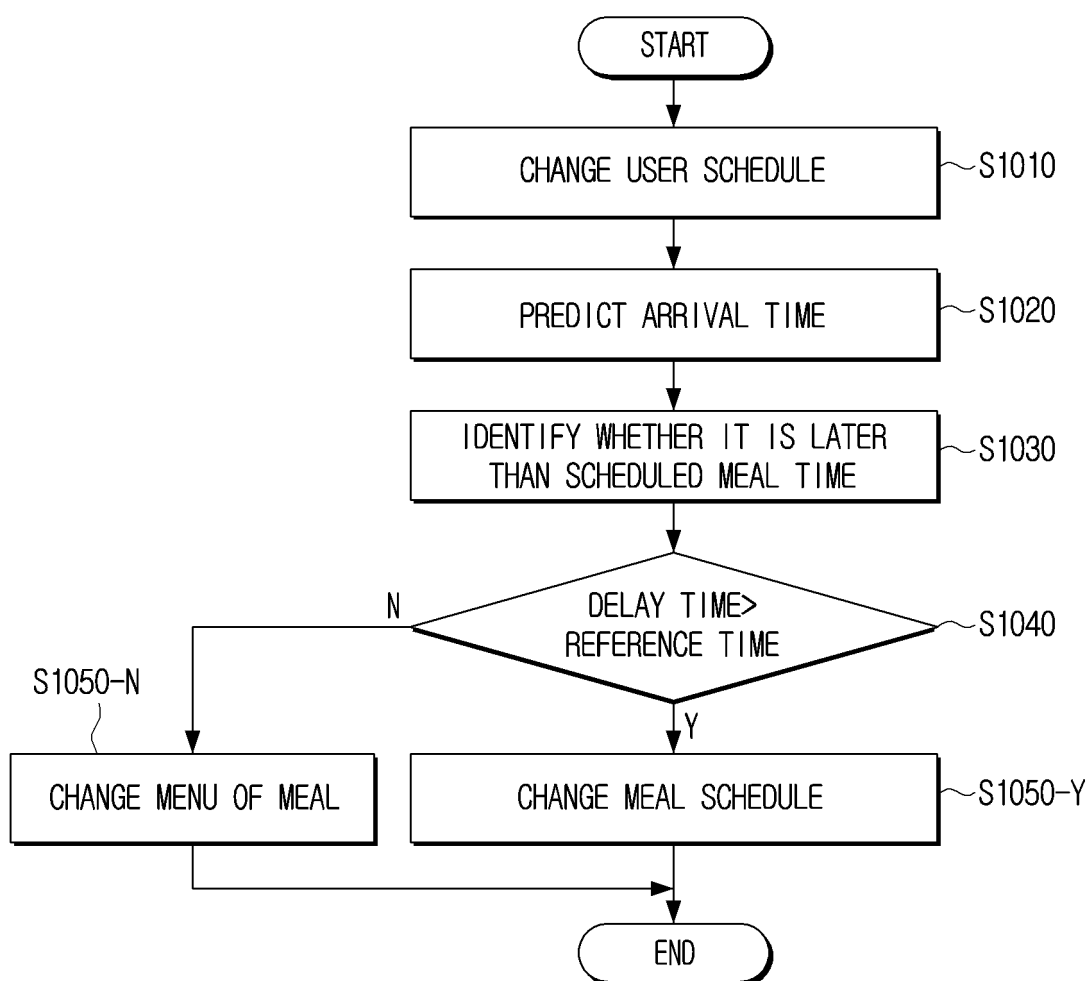 START
CHANGE USER SCHEDULE
S1010
PREDICT ARRIVAL TIME
S1020
IDENTIFY WHETHER IT IS LATER
THAN SCHEDULED MEAL TIME
S1030
DELAY TIME>
REFERENCE TIME
S1040
N
Y
S1050-N
CHANGE MENU OF MEAL
CHANGE MEAL SCHEDULE
S1050-Y
END